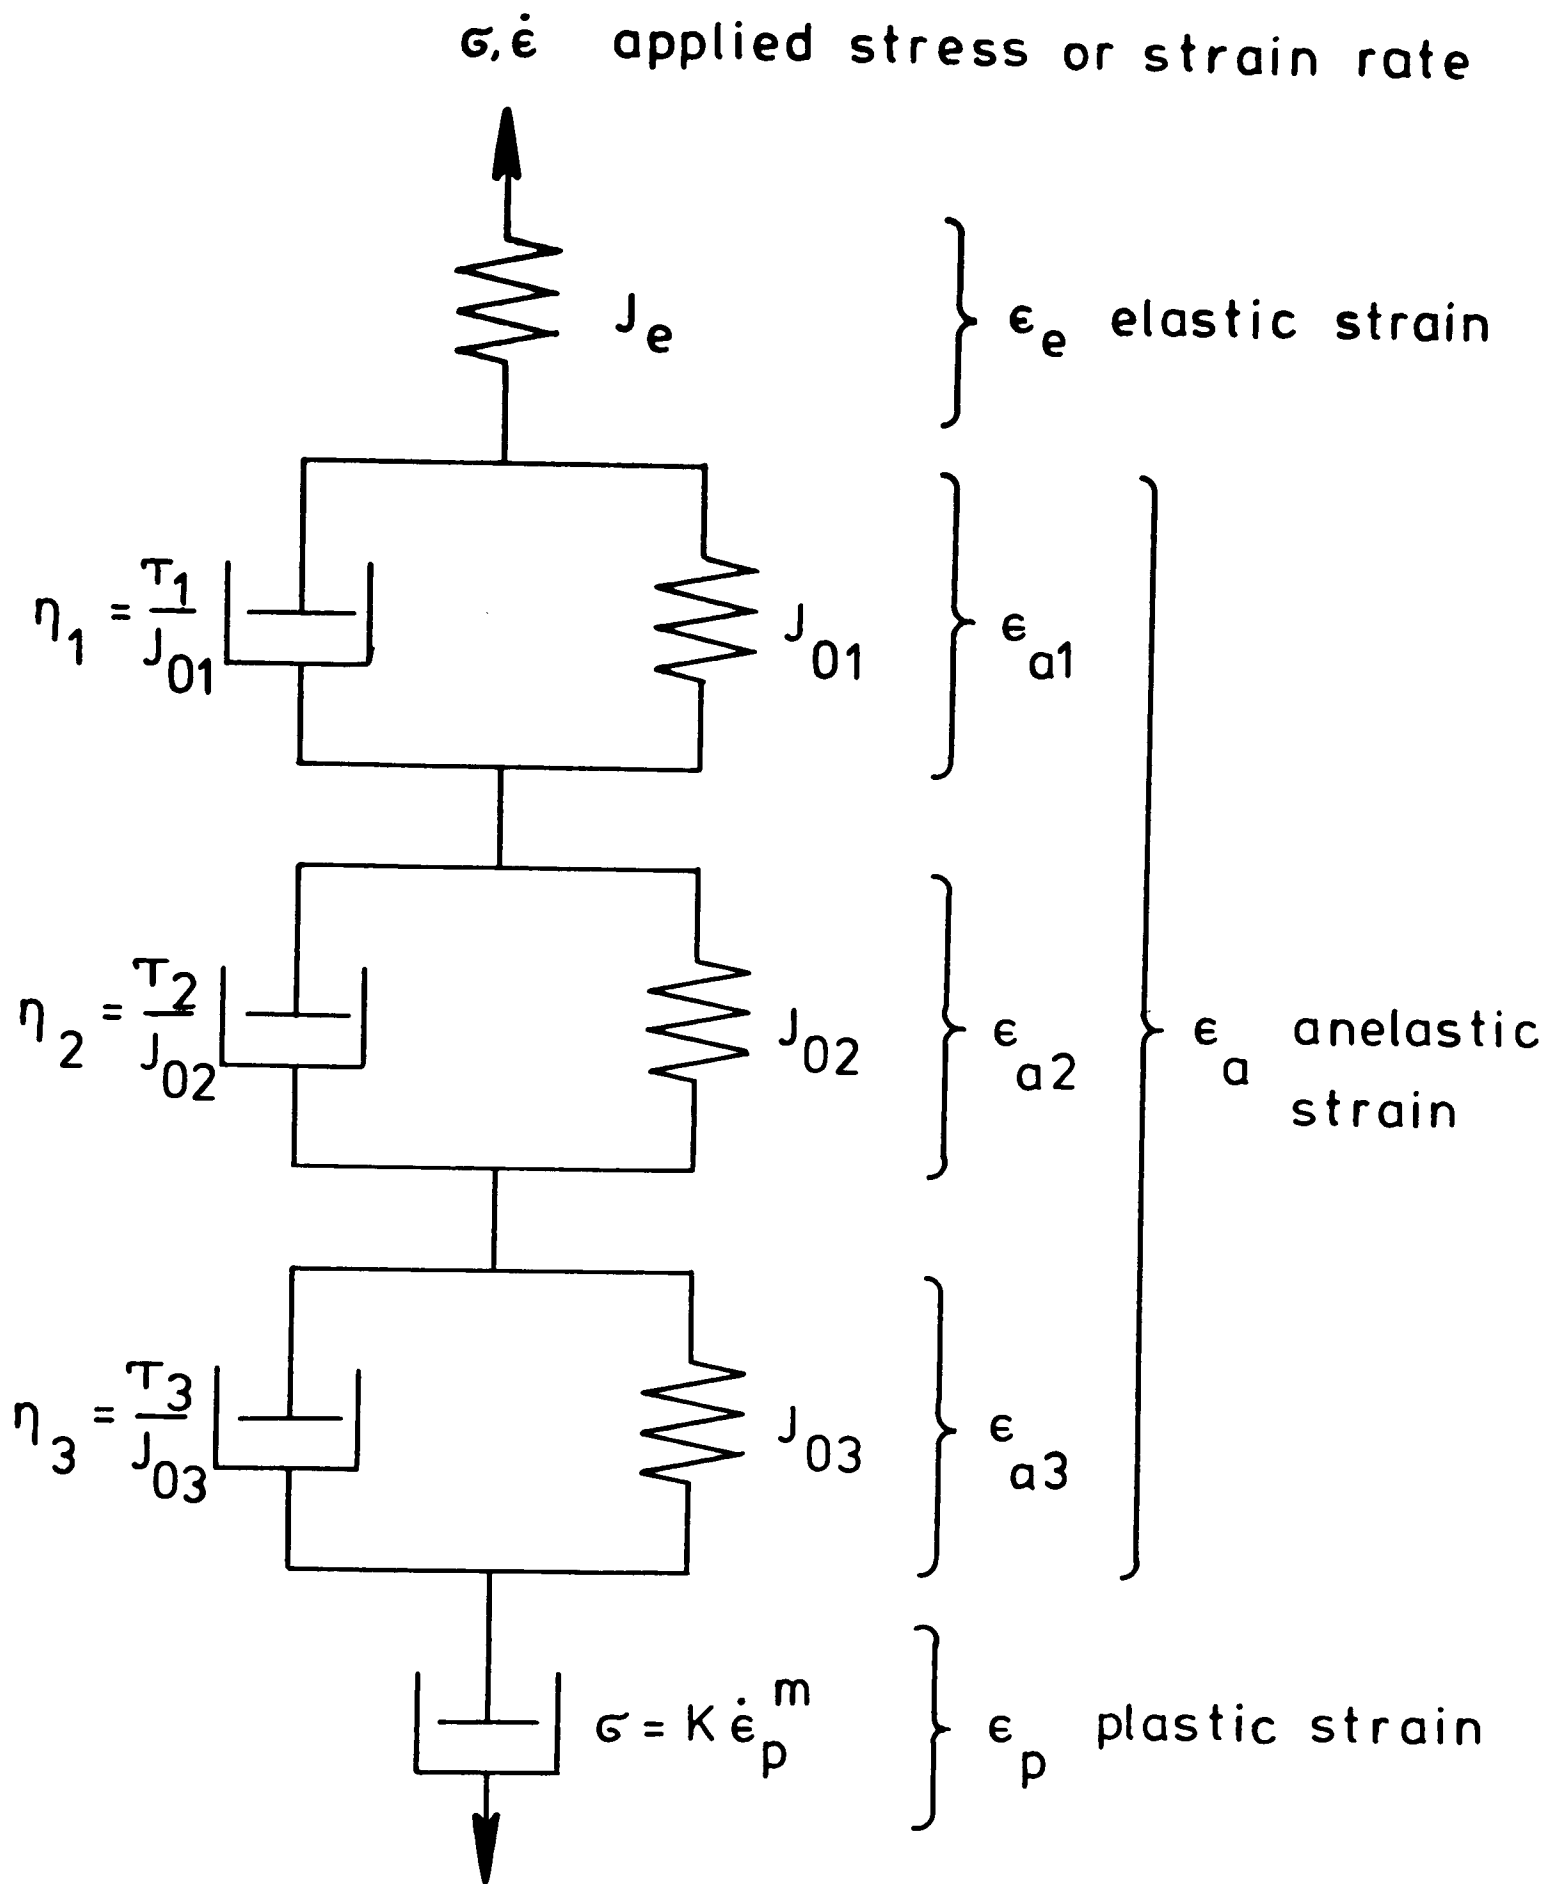 σ, ε̇ applied stress or strain rate
J_e
ϵ_e elastic strain
η_1 = τ_1 / J_01
J_01
ϵ_a1
η_2 = τ_2 / J_02
J_02
ϵ_a2
ϵ_a anelastic
strain
η_3 = τ_3 / J_03
J_03
ϵ_a3
σ = K ε̇_p^m
ϵ_p plastic strain